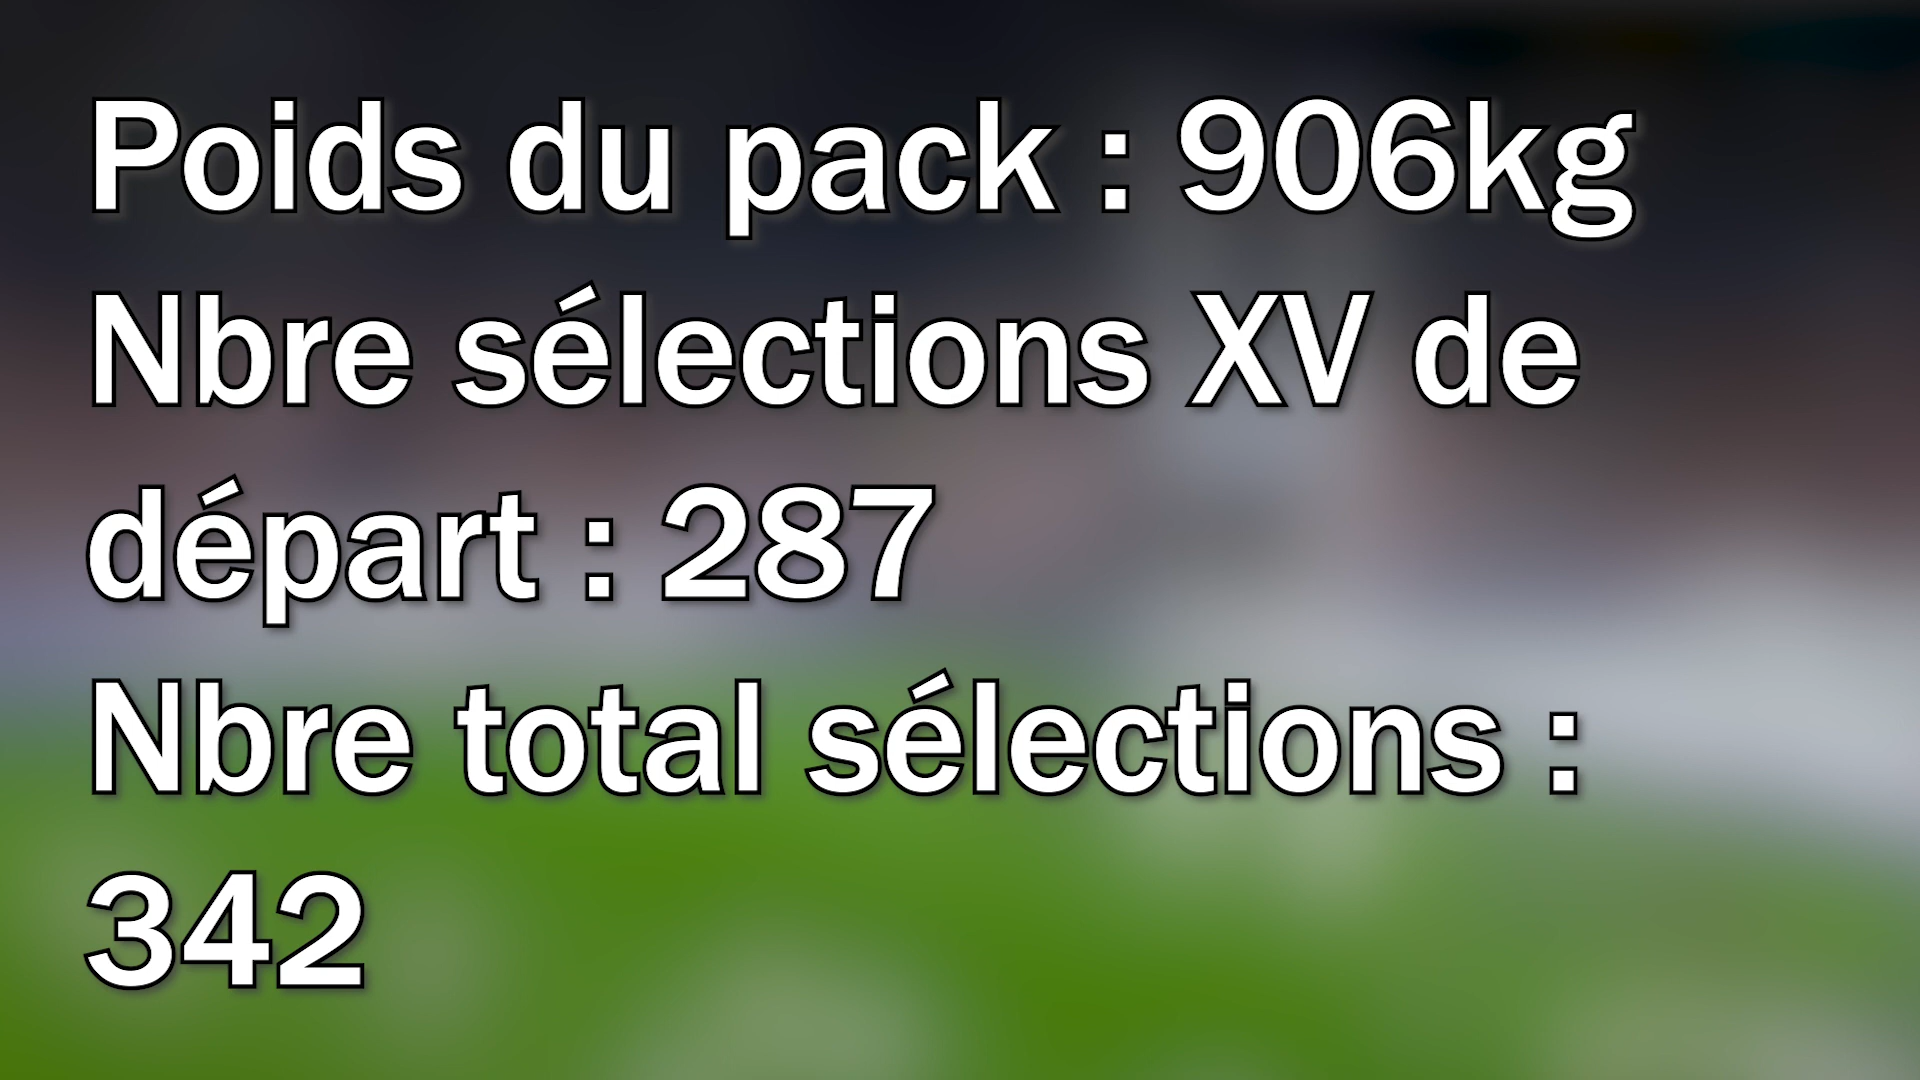 Poids du pack : 906kg
Nbre sélections XV de
départ : 287
Nbre total sélections :
342